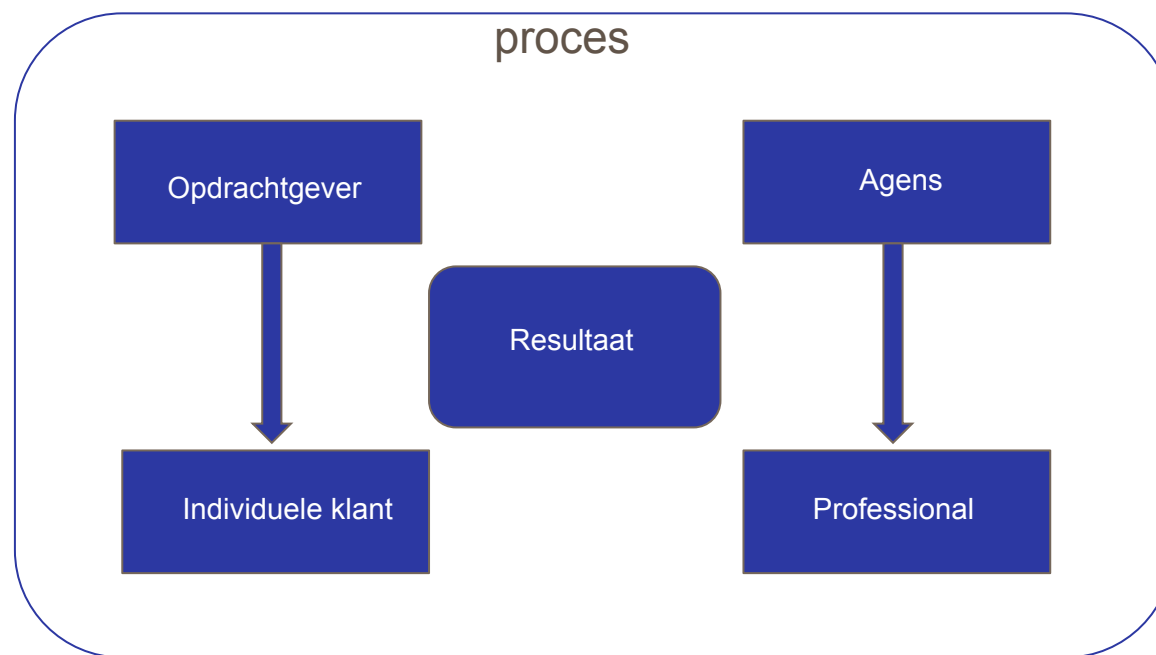 proces
Opdrachtgever
Agens
Resultaat
Individuele klant
Professional